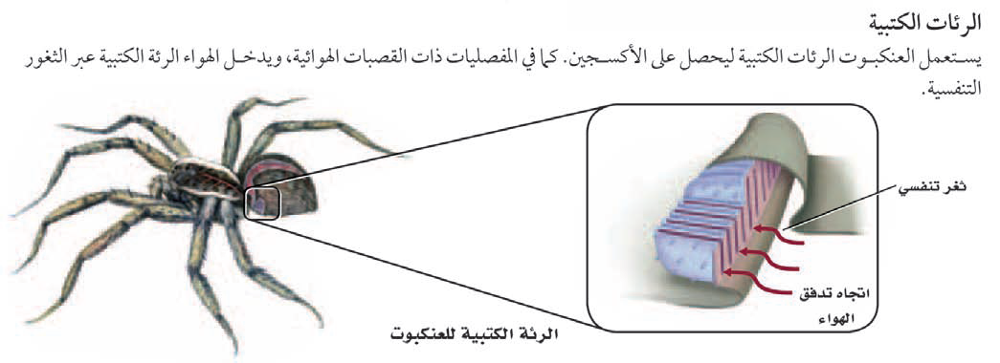 الرئات الكتبية
يستعمل العنكبوت الرئات الكتبية ليحصل على الأكسجين. كما في المفصليات ذات القصبات الهوائية، ويدخل الهواء الرئة الكتبية عبر الثغور
التنفسية.
ثغر تنفسي
اتجاه تدفق
الهواء
الرئة الكتبية للعنكبوت